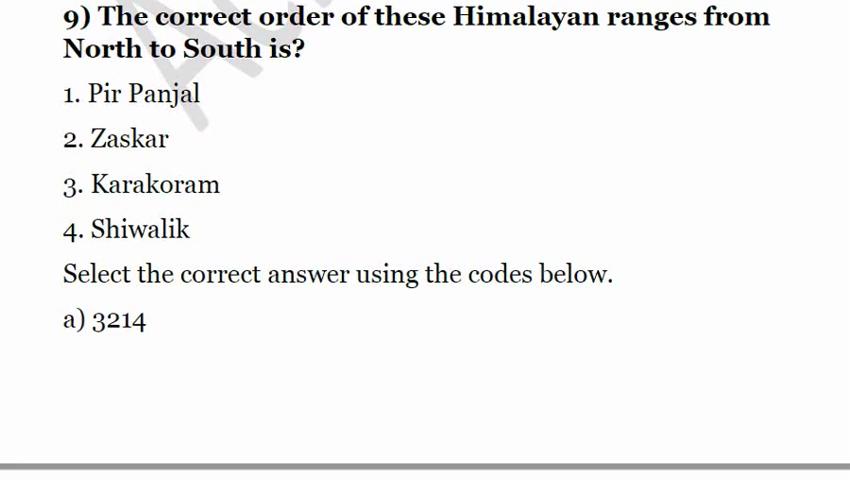 9) The correct order of these Himalayan ranges from
North to South is?
1. Pir Panjal
2. Zaskar
3. Karakoram
4. Shiwalik
Select the correct answer using the codes below.
a) 3214